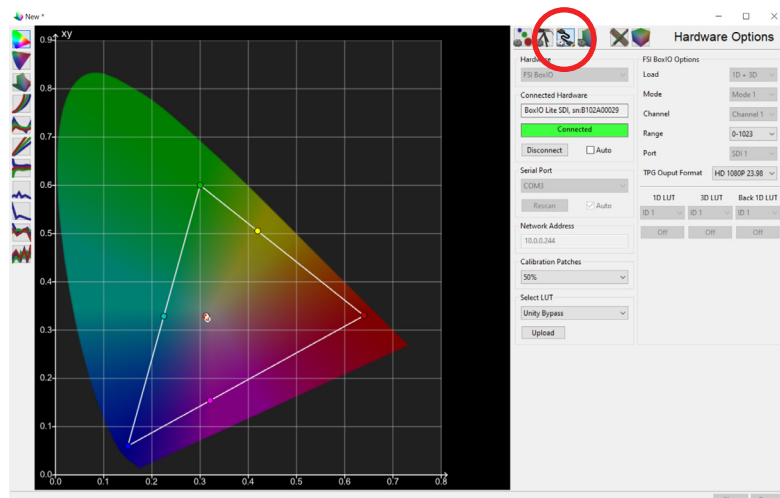 New *
Hardware Options
xy
0.9
0.8
0.7
0.6
0.5
0.4
0.3
0.2
0.1
0.0
0.0 0.1 0.2 0.3 0.4 0.5 0.6 0.7 0.8
Hardware
FSI BoxIO
Connected Hardware
BoxIO Lite SDI, sn:B102A00029
Connected
Disconnect Auto
Serial Port
COM3
Rescan Auto
Network Address
10.0.0.244
Calibration Patches
50%
Select LUT
Unity Bypass
Upload
FSI BoxIO Options
Load 1D + 3D
Mode Mode 1
Channel Channel 1
Range 0-1023
Port SDI 1
TPG Ouput Format HD 1080P 23.98
1D LUT 3D LUT Back 1D LUT
ID 1 ID 1 ID 1
Off Off Off